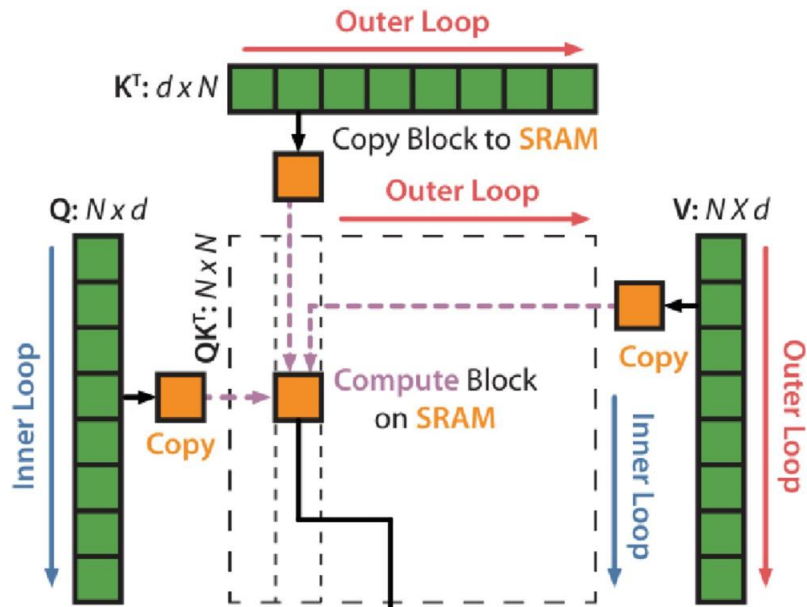 Outer Loop
Kᵀ: d x N
Copy Block to SRAM
Outer Loop
Q: N x d
V: N X d
QKᵀ: N x N
Inner Loop
Copy
Compute Block
on SRAM
Copy
Inner Loop
Outer Loop